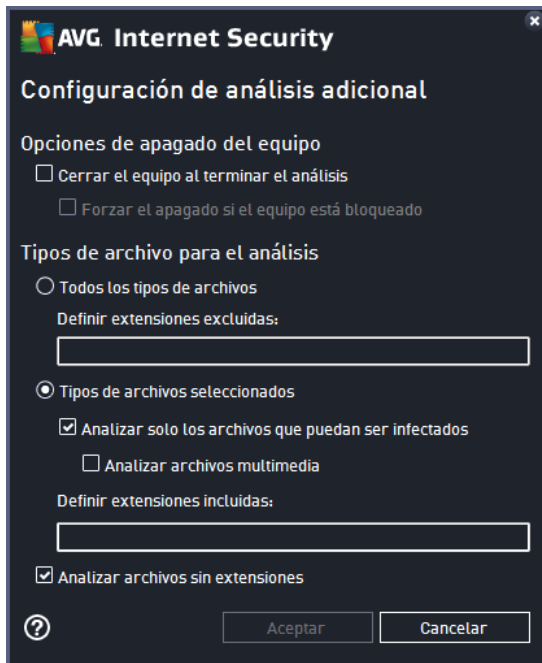 AVG Internet Security
Configuración de análisis adicional
Opciones de apagado del equipo
Cerrar el equipo al terminar el análisis
Forzar el apagado si el equipo está bloqueado
Tipos de archivo para el análisis
Todos los tipos de archivos
Definir extensiones excluidas:
Tipos de archivos seleccionados
Analizar solo los archivos que puedan ser infectados
Analizar archivos multimedia
Definir extensiones incluidas:
Analizar archivos sin extensiones
?
Aceptar
Cancelar